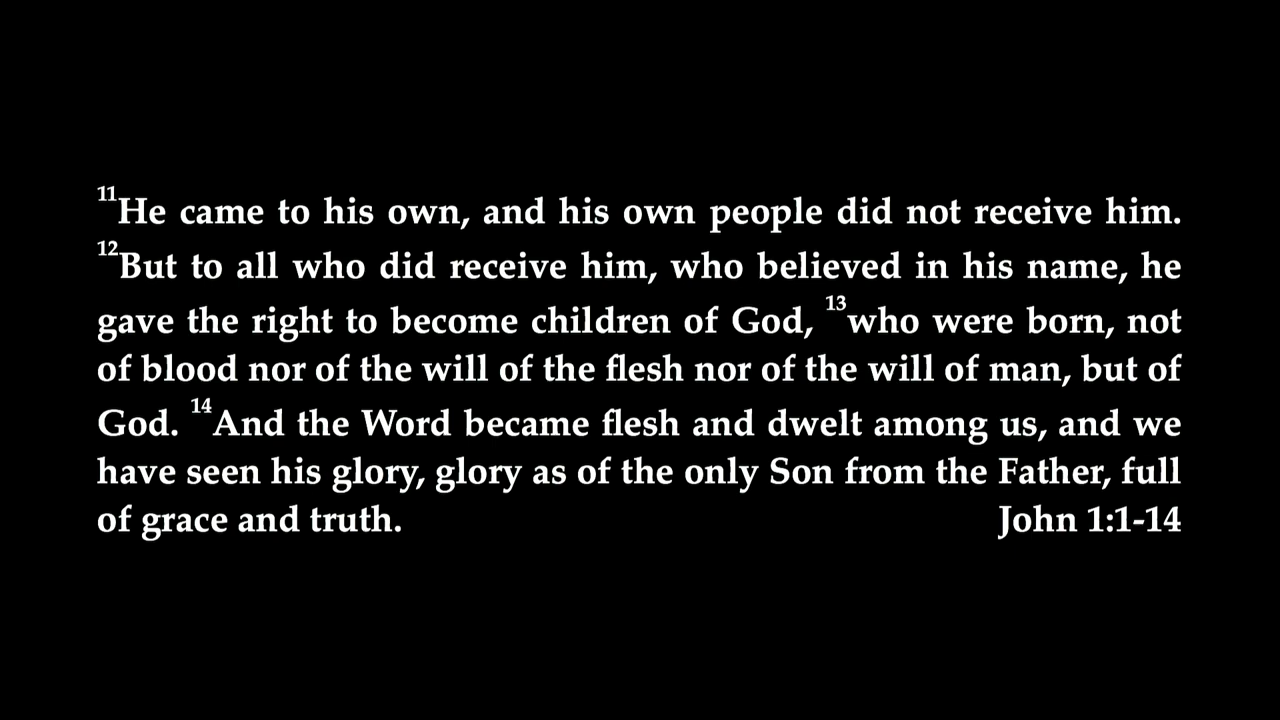 ¹¹He came to his own, and his own people did not receive him.
¹²But to all who did receive him, who believed in his name, he
gave the right to become children of God, ¹³who were born, not
of blood nor of the will of the flesh nor of the will of man, but of
God. ¹⁴And the Word became flesh and dwelt among us, and we
have seen his glory, glory as of the only Son from the Father, full
of grace and truth. John 1:1-14